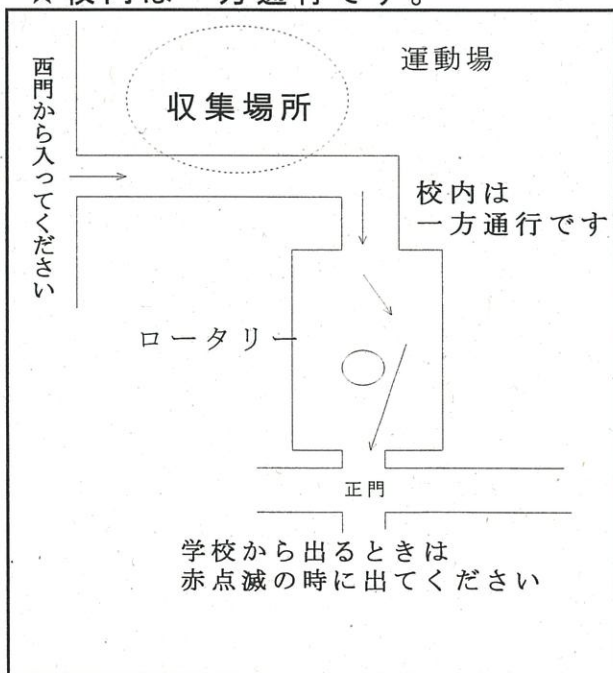 ☆校内は一方通行です。
運動場
西門から入ってください
収集場所
校内は
一方通行です
ロータリー
正門
学校から出るときは
赤点滅の時に出てください